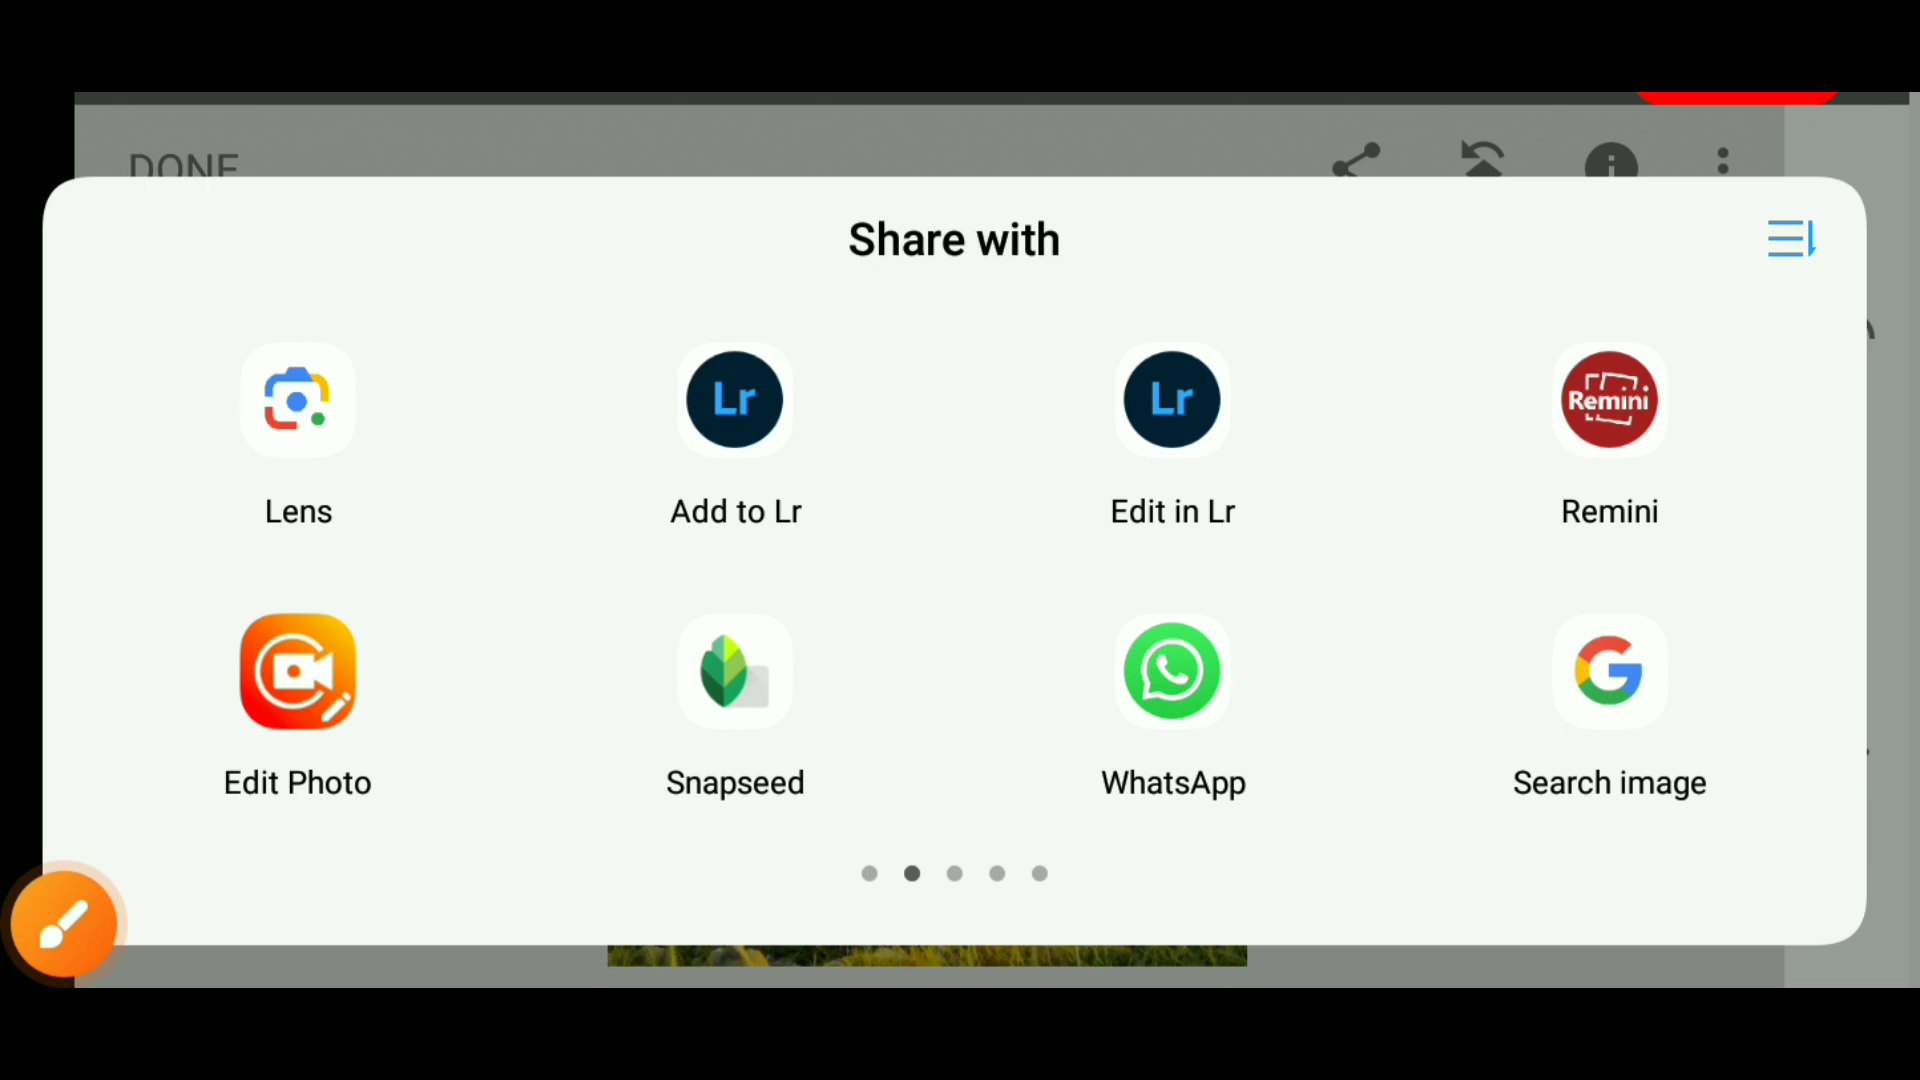 DONE
Share with
Lr
Lr
Remini
Lens
Add to Lr
Edit in Lr
Remini
Edit Photo
Snapseed
WhatsApp
Search image